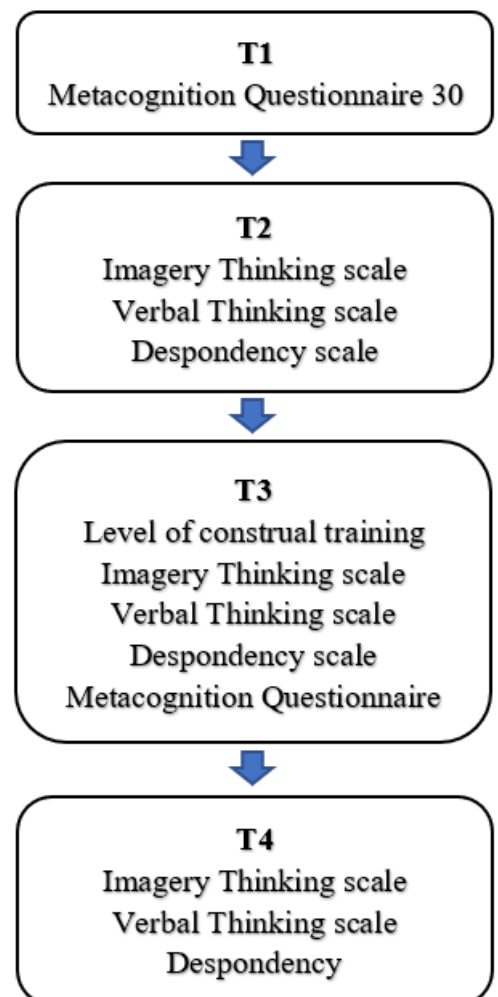 T1
Metacognition Questionnaire 30
T2
Imagery Thinking scale
Verbal Thinking scale
Despondency scale
T3
Level of construal training
Imagery Thinking scale
Verbal Thinking scale
Despondency scale
Metacognition Questionnaire
T4
Imagery Thinking scale
Verbal Thinking scale
Despondency